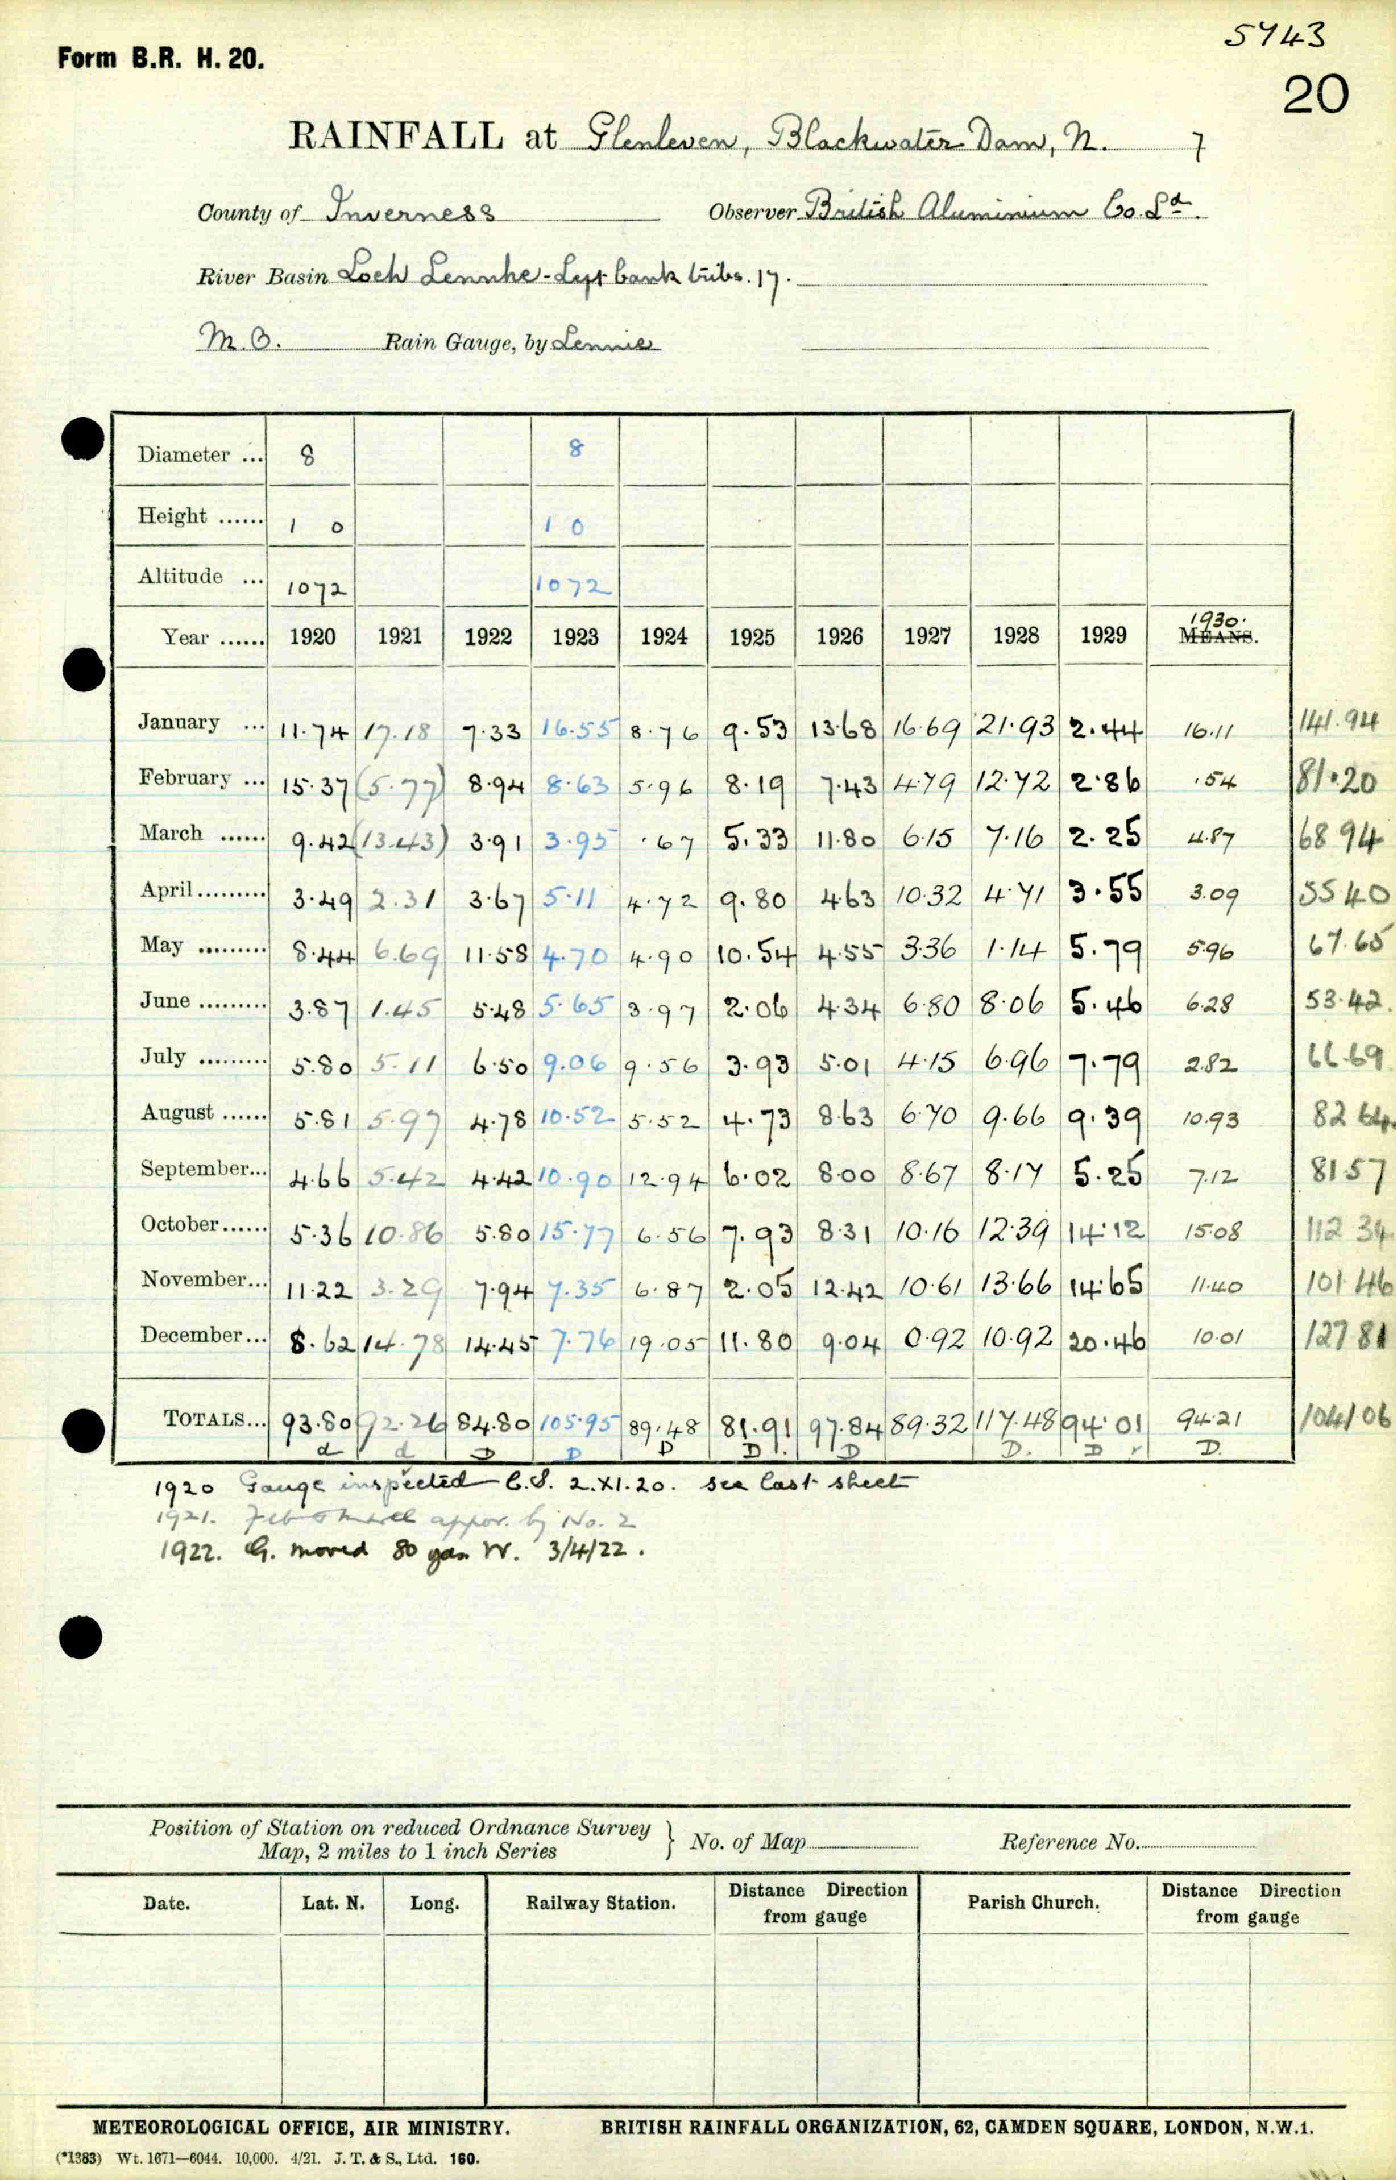 5743
Form B.R. H. 20.
20
RAINFALL at Glenleven, Blackwater Dam, N. 7
County of Inverness Observer British Aluminium Co. Ld.
River Basin Loch Linnhe - Left bank tribs. 17.
M.O. Rain Gauge, by Lennie
Diameter ... 8 8
Height ...... 1 0 1 0
Altitude ... 1072 1072
Year ...... 1920 1921 1922 1923 1924 1925 1926 1927 1928 1929 1930. MEANS.
January ... 11.74 17.18 7.33 16.55 8.76 9.53 13.68 16.69 21.93 2.44 16.11 141.94
February ... 15.37 (5.77) 8.94 8.63 5.96 8.19 7.43 4.79 12.72 2.86 .54 81.20
March ...... 9.42 (13.43) 3.91 3.95 .67 5.33 11.80 6.15 7.16 2.25 4.87 68 94
April ......... 3.49 2.31 3.67 5.11 4.72 9.80 4.63 10.32 4.71 3.55 3.09 55 40
May ......... 8.44 6.69 11.58 4.70 4.90 10.54 4.55 3.36 1.14 5.79 5.96 67.65
June ......... 3.87 1.45 5.48 5.65 3.97 2.06 4.34 6.80 8.06 5.46 6.28 53.42.
July ......... 5.80 5.11 6.50 9.06 9.56 3.93 5.01 4.15 6.96 7.79 2.82 66.69
August ...... 5.81 5.97 4.78 10.52 5.52 4.73 8.63 6.70 9.66 9.39 10.93 82 64.
September... 4.66 5.42 4.42 10.90 12.94 6.02 8.00 8.67 8.17 5.25 7.12 81 57
October...... 5.36 10.86 5.80 15.77 6.56 7.93 8.31 10.16 12.39 14.12 15.08 112 34
November... 11.22 3.29 7.94 7.35 6.87 2.05 12.42 10.61 13.66 14.65 11.40 101 46
December... 8.62 14.78 14.45 7.76 19.05 11.80 9.04 0.92 10.92 20.46 10.01 127 81
TOTALS... 93.80 92.26 84.80 105.95 89.48 81.91 97.84 89.32 117.48 94.01 94.21 1041 06
d d D D D D. D D. D r D.
1920 Gauge inspected C.S. 2.XI.20. see last sheet
1921. Feb & March appor. by No. 2
1922. G. moved 80 yds W. 3/4/22.
Position of Station on reduced Ordnance Survey
Map, 2 miles to 1 inch Series } No. of Map Reference No.
Date. Lat. N. Long. Railway Station. Distance Direction from gauge Parish Church. Distance Direction from gauge
METEOROLOGICAL OFFICE, AIR MINISTRY. BRITISH RAINFALL ORGANIZATION, 62, CAMDEN SQUARE, LONDON, N.W.1.
(*1383) Wt. 1671—6044. 10,000. 4/21. J. T. & S., Ltd. 160.